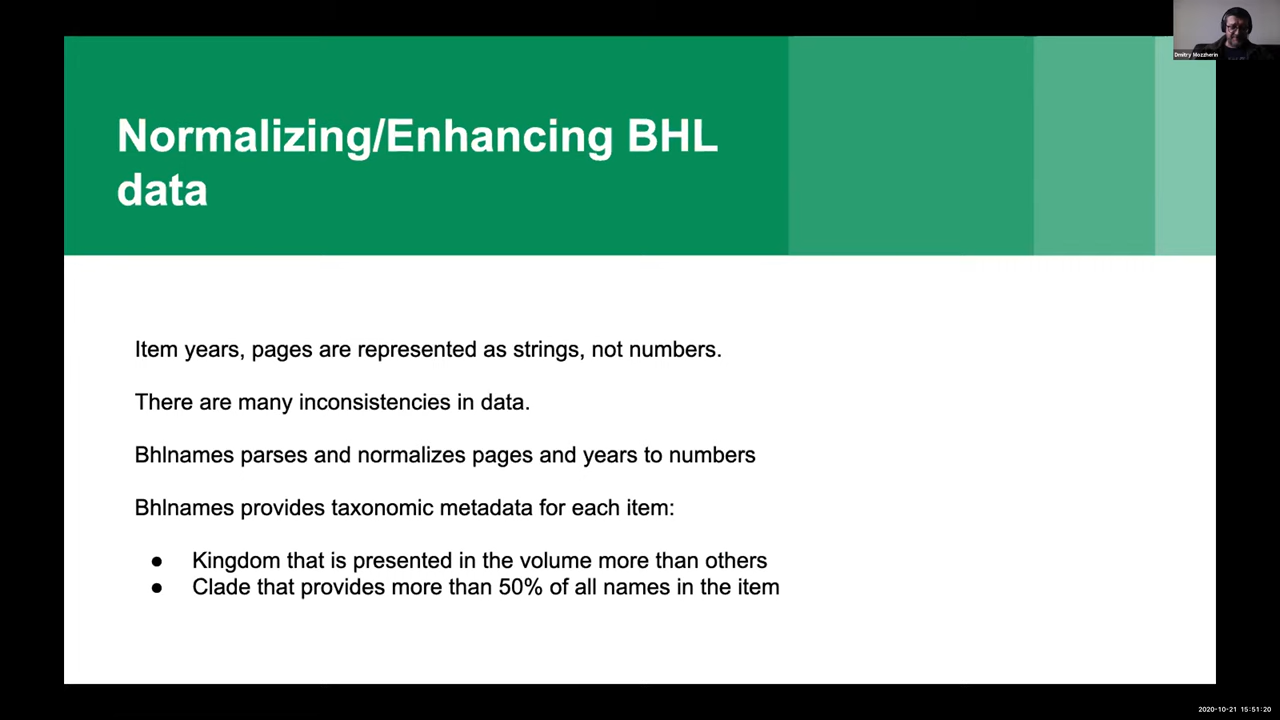 Dmitry Mozzherin
Normalizing/Enhancing BHL
data
Item years, pages are represented as strings, not numbers.
There are many inconsistencies in data.
Bhlnames parses and normalizes pages and years to numbers
Bhlnames provides taxonomic metadata for each item:
● Kingdom that is presented in the volume more than others
● Clade that provides more than 50% of all names in the item
2020-10-21 15:51:20